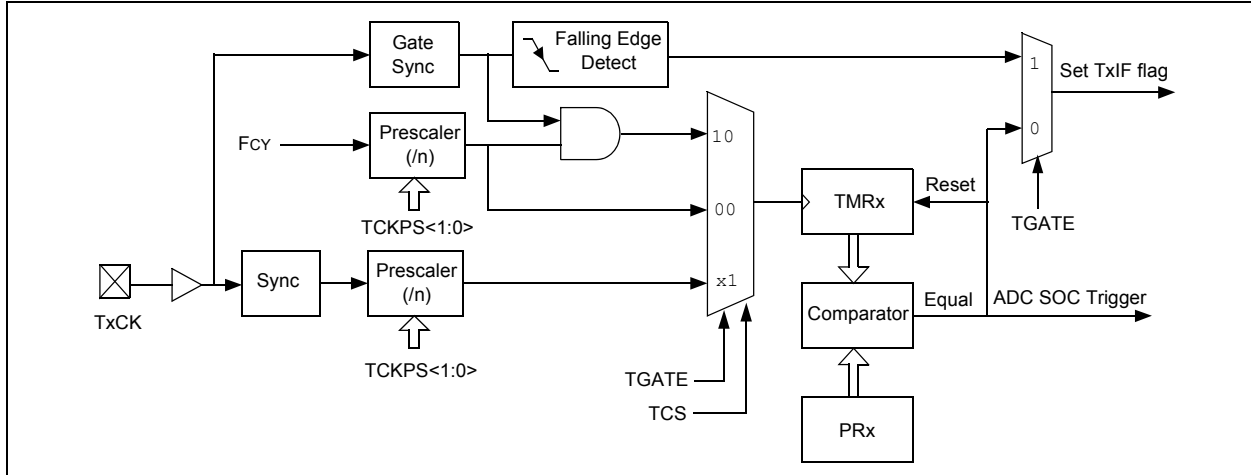 Gate
Sync
Falling Edge
Detect
1
Set TxIF flag
0
10
FCY
Prescaler
(/n)
TCKPS<1:0>
00
TMRx
Reset
TGATE
TxCK
Sync
Prescaler
(/n)
x1
Comparator
Equal
ADC SOC Trigger
TCKPS<1:0>
TGATE
TCS
PRx